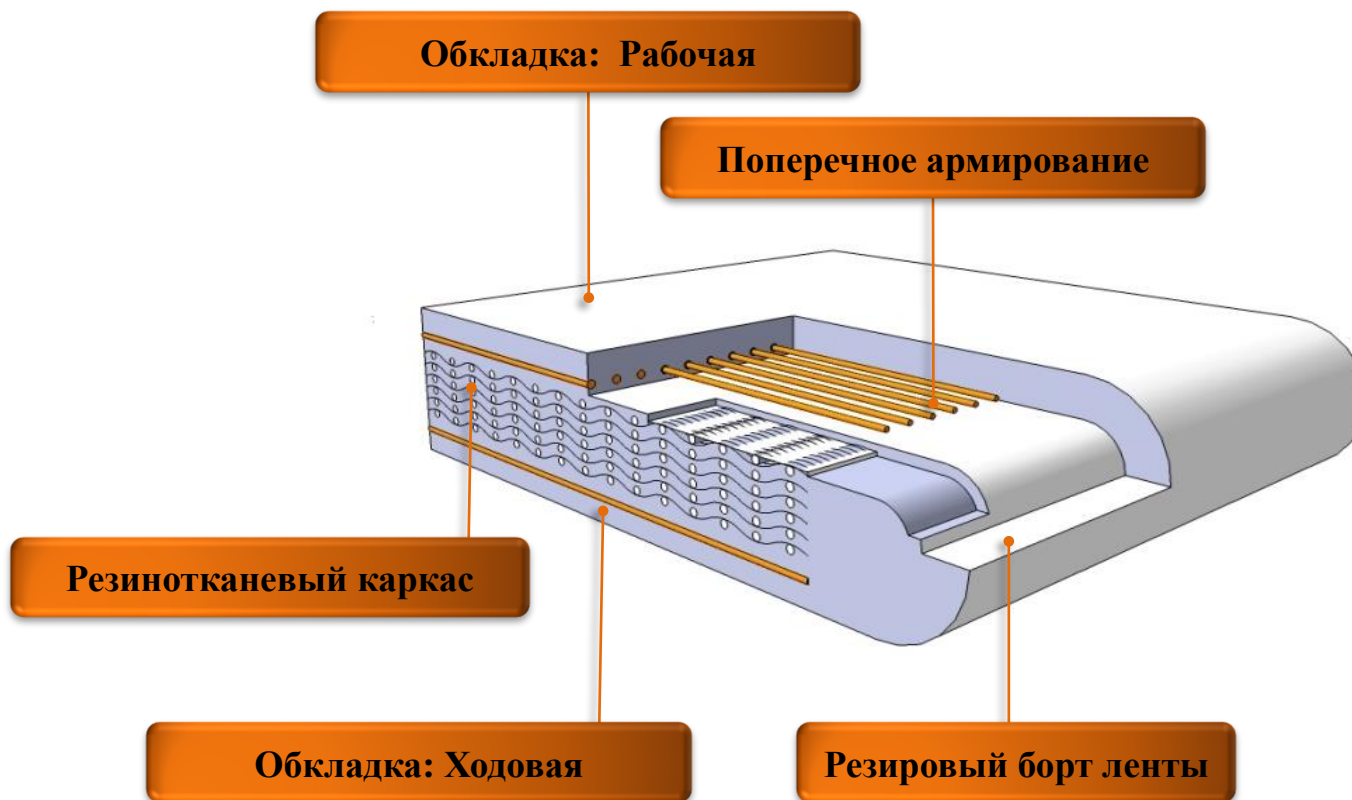 Обкладка: Рабочая
Поперечное армирование
Резинотканевый каркас
Обкладка: Ходовая
Резировый борт ленты